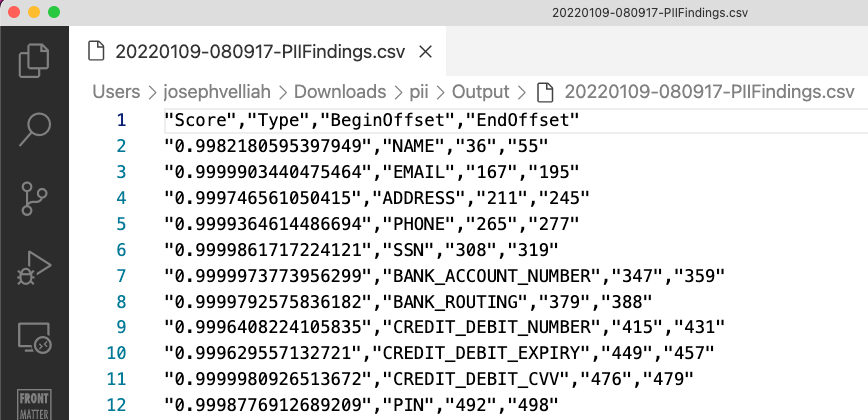 20220109-080917-PIIFindings.csv
20220109-080917-PIIFindings.csv ×
Users > josephvelliah > Downloads > pii > Output > 20220109-080917-PIIFindings.csv
1 "Score","Type","BeginOffset","EndOffset"
2 "0.9982180595397949","NAME","36","55"
3 "0.9999903440475464","EMAIL","167","195"
4 "0.999746561050415","ADDRESS","211","245"
5 "0.9999364614486694","PHONE","265","277"
6 "0.9999861717224121","SSN","308","319"
7 "0.9999973773956299","BANK_ACCOUNT_NUMBER","347","359"
8 "0.9999792575836182","BANK_ROUTING","379","388"
9 "0.9996408224105835","CREDIT_DEBIT_NUMBER","415","431"
10 "0.999629557132721","CREDIT_DEBIT_EXPIRY","449","457"
11 "0.9999980926513672","CREDIT_DEBIT_CVV","476","479"
12 "0.9998776912689209","PIN","492","498"
FRONT
MATTER